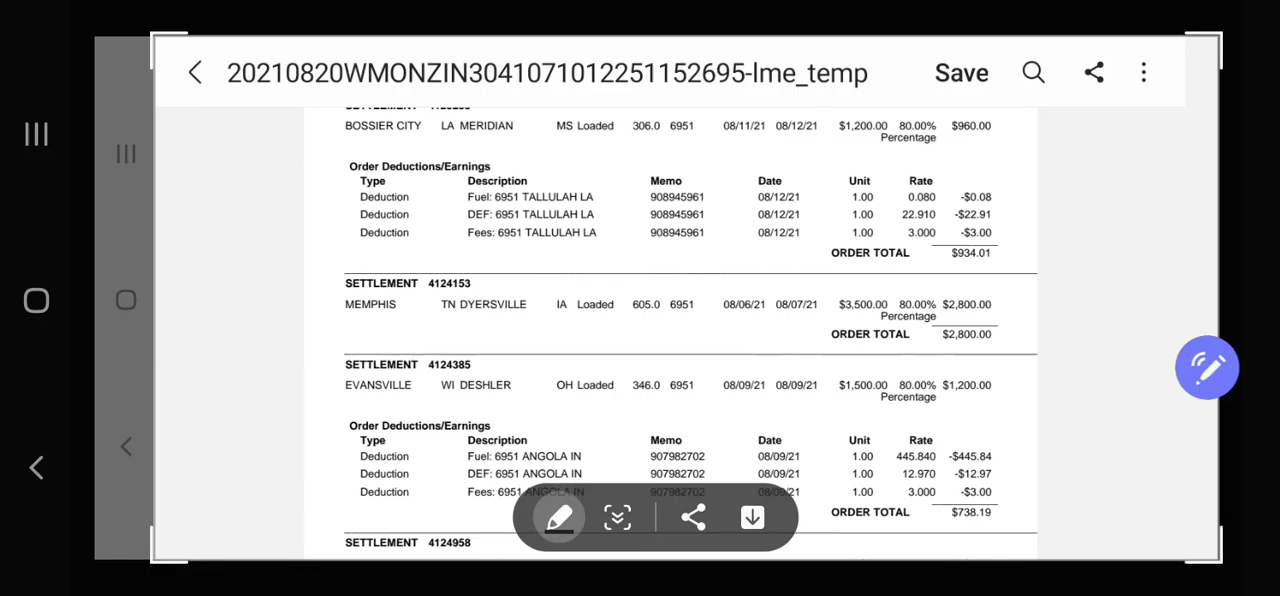 20210820WMONZIN3041071012251152695-lme_temp Save
BOSSIER CITY LA MERIDIAN MS Loaded 306.0 6951 08/11/21 08/12/21 $1,200.00 80.00% $960.00
Percentage
Order Deductions/Earnings
Type Description Memo Date Unit Rate
Deduction Fuel: 6951 TALLULAH LA 908945961 08/12/21 1.00 0.080 -$0.08
Deduction DEF: 6951 TALLULAH LA 908945961 08/12/21 1.00 22.910 -$22.91
Deduction Fees: 6951 TALLULAH LA 908945961 08/12/21 1.00 3.000 -$3.00
ORDER TOTAL $934.01
SETTLEMENT 4124153
MEMPHIS TN DYERSVILLE IA Loaded 605.0 6951 08/06/21 08/07/21 $3,500.00 80.00% $2,800.00
Percentage
ORDER TOTAL $2,800.00
SETTLEMENT 4124385
EVANSVILLE WI DESHLER OH Loaded 346.0 6951 08/09/21 08/09/21 $1,500.00 80.00% $1,200.00
Percentage
Order Deductions/Earnings
Type Description Memo Date Unit Rate
Deduction Fuel: 6951 ANGOLA IN 907982702 08/09/21 1.00 445.840 -$445.84
Deduction DEF: 6951 ANGOLA IN 907982702 08/09/21 1.00 12.970 -$12.97
Deduction Fees: 6951 ANGOLA IN 907982702 08/09/21 1.00 3.000 -$3.00
ORDER TOTAL $738.19
SETTLEMENT 4124958